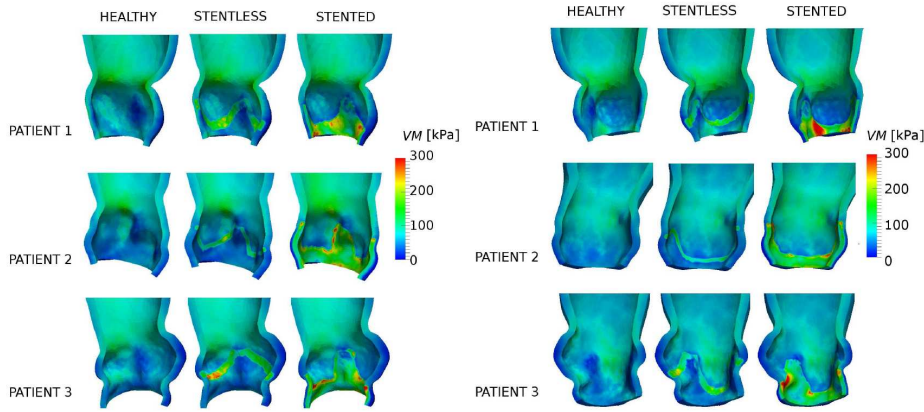 HEALTHY STENTLESS STENTED
PATIENT 1
VM [kPa]
300
200
100
0
PATIENT 2
PATIENT 3
HEALTHY STENTLESS STENTED
PATIENT 1
VM [kPa]
300
200
100
0
PATIENT 2
PATIENT 3